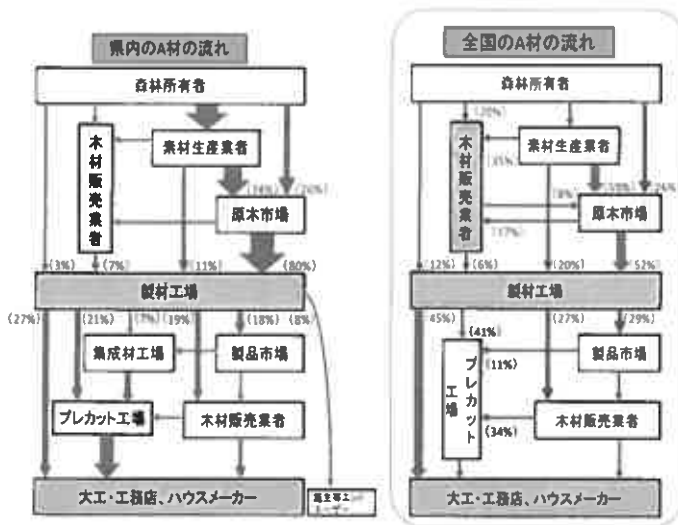 県内のA材の流れ
森林所有者
木材販売業者
素材生産業者
(74%)
原木市場
(3%)
(7%)
(11%)
(80%)
製材工場
(27%)
(21%)
(7%)
(19%)
(18%)
(8%)
集成材工場
製品市場
プレカット工場
木材販売業者
大工・工務店、ハウスメーカー
全国のA材の流れ
森林所有者
(20%)
木材販売業者
素材生産業者
(35%)
(8%)
(26%)
原木市場
(17%)
(12%)
(6%)
(20%)
52%)
製材工場
45%)
(41%)
(27%)
(29%)
プレカット工場
製品市場
(11%)
木材販売業者
(34%)
大工・工務店、ハウスメーカー